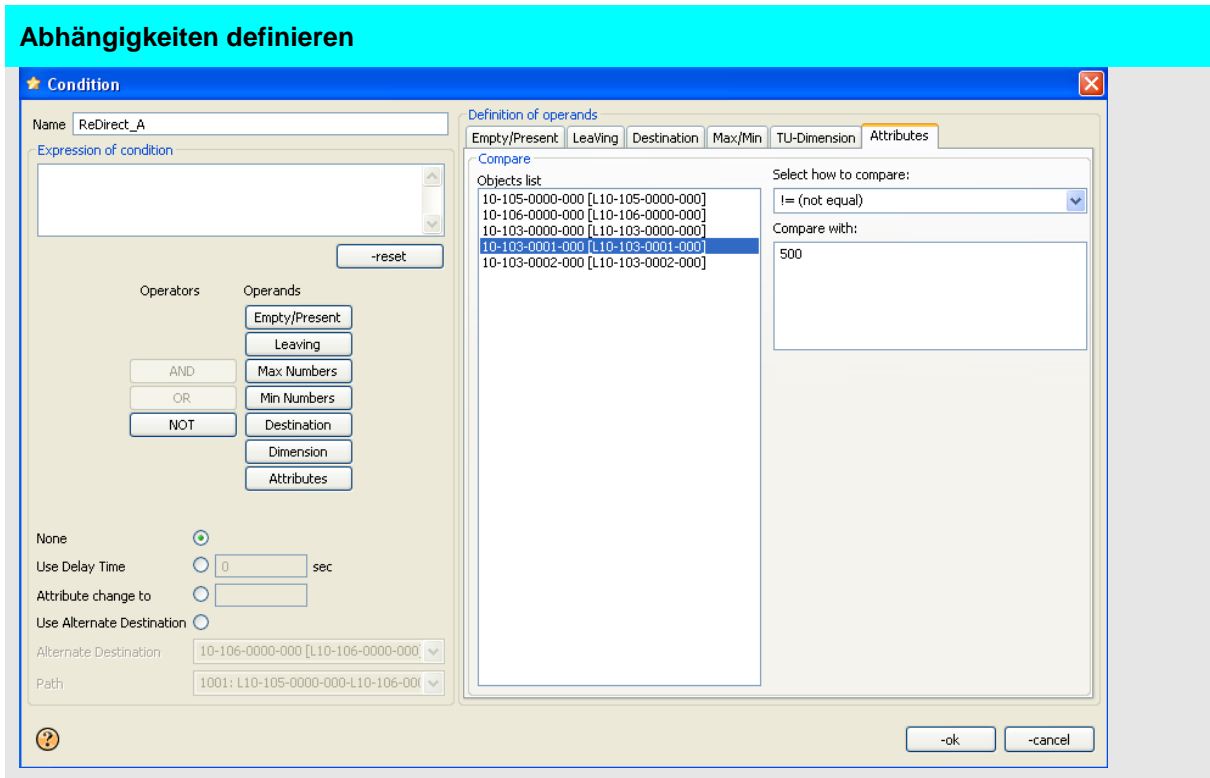 Abhängigkeiten definieren
Condition
Name ReDirect_A
Expression of condition
-reset
Operators Operands
Empty/Present
Leaving
AND Max Numbers
OR Min Numbers
NOT Destination
Dimension
Attributes
None
Use Delay Time 0 sec
Attribute change to
Use Alternate Destination
Alternate Destination 10-106-0000-000 [L10-106-0000-000]
Path 1001: L10-105-0000-000-L10-106-00
Definition of operands
Empty/Present LeaVing Destination Max/Min TU-Dimension Attributes
Compare
Objects list
10-105-0000-000 [L10-105-0000-000]
10-106-0000-000 [L10-106-0000-000]
10-103-0000-000 [L10-103-0000-000]
10-103-0001-000 [L10-103-0001-000]
10-103-0002-000 [L10-103-0002-000]
Select how to compare:
!= (not equal)
Compare with:
500
?
-ok -cancel